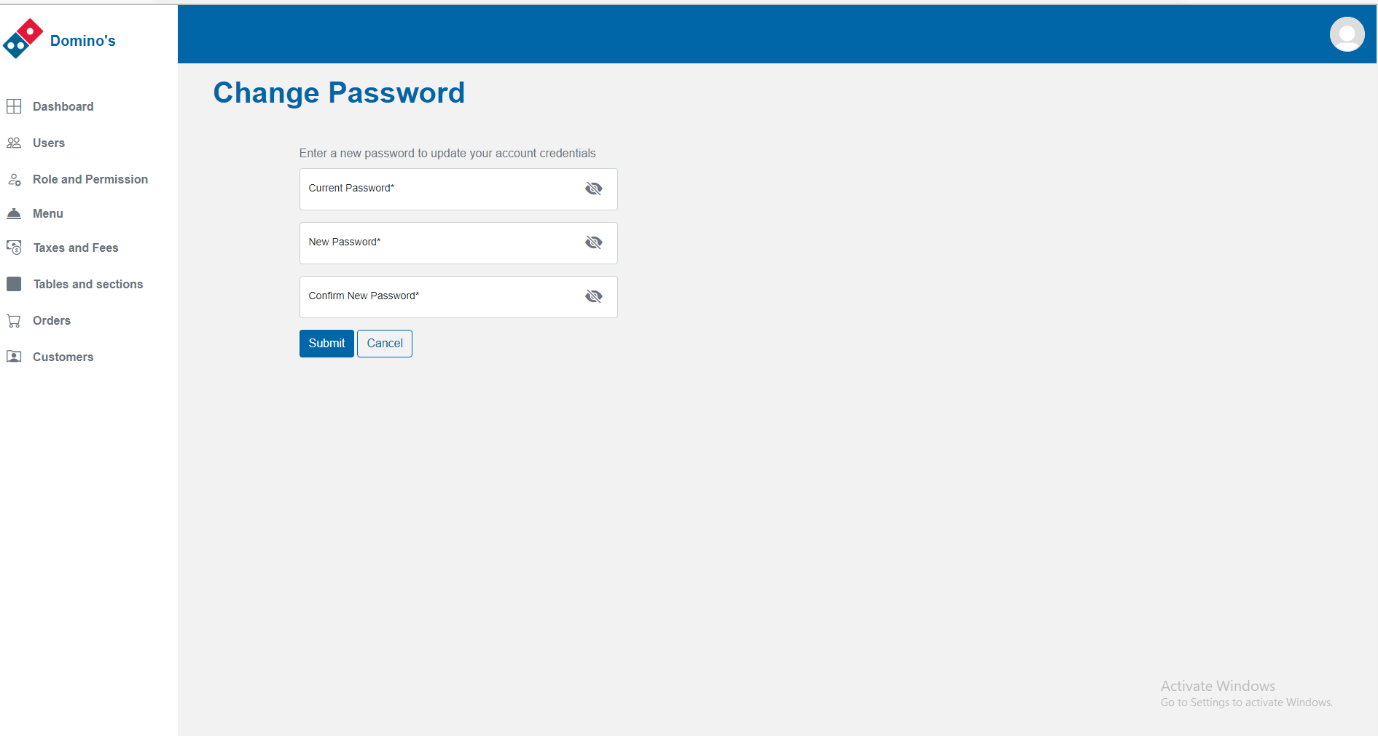 Domino's
Dashboard
Users
Role and Permission
Menu
Taxes and Fees
Tables and sections
Orders
Customers
Change Password
Enter a new password to update your account credentials
Current Password*
New Password*
Confirm New Password*
Submit Cancel
Activate Windows
Go to Settings to activate Windows.